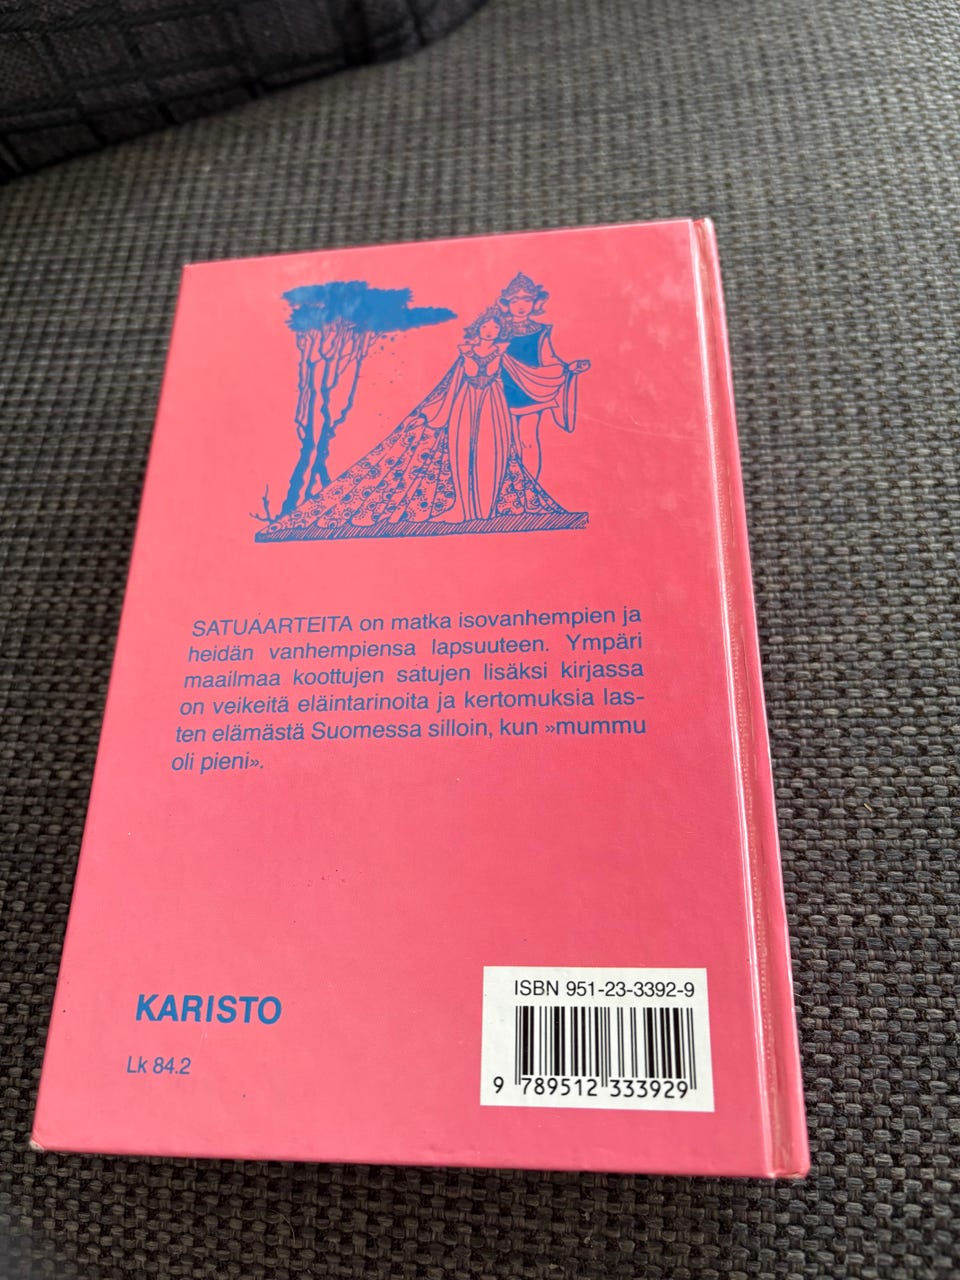 SATUAARTEITA on matka isovanhempien ja
heidän vanhempiensa lapsuuteen. Ympäri
maailmaa koottujen satujen lisäksi kirjassa
on veikeitä eläintarinoita ja kertomuksia las-
ten elämästä Suomessa silloin, kun »mummu
oli pieni».
KARISTO
Lk 84.2
ISBN 951-23-3392-9
9 789512 333929